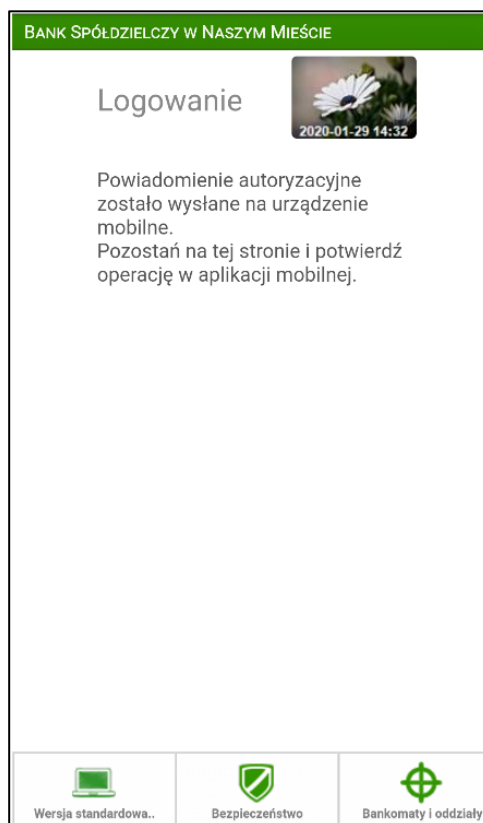 BANK SPÓŁDZIELCZY W NASZYM MIEŚCIE
Logowanie
2020-01-29 14:32
Powiadomienie autoryzacyjne
zostało wysłane na urządzenie
mobilne.
Pozostań na tej stronie i potwierdź
operację w aplikacji mobilnej.
Wersja standardowa..
Bezpieczeństwo
Bankomaty i oddziały